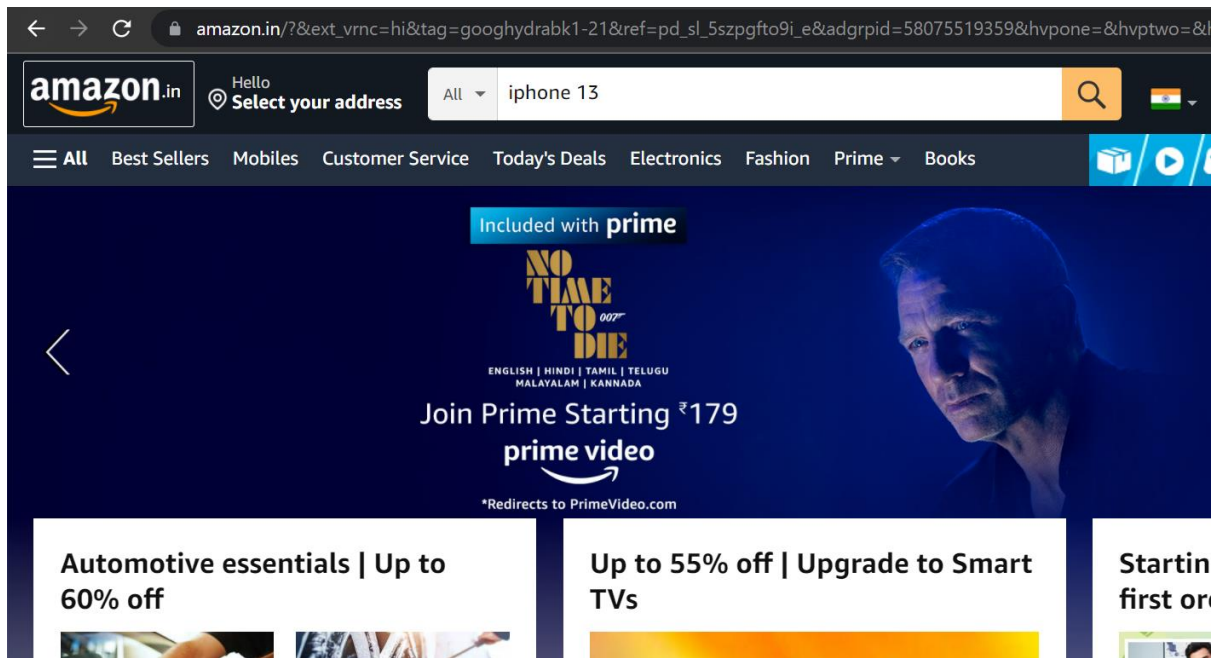 amazon.in/?&ext_vrnc=hi&tag=googhydrabk1-21&ref=pd_sl_5szpgfto9i_e&adgrpid=58075519359&hvpone=&hvptwo=&
amazon.in
Hello
Select your address
All
iphone 13
All
Best Sellers
Mobiles
Customer Service
Today's Deals
Electronics
Fashion
Prime
Books
Included with prime
NO
TIME
TO 007
DIE
ENGLISH | HINDI | TAMIL | TELUGU
MALAYALAM | KANNADA
Join Prime Starting ₹179
prime video
*Redirects to PrimeVideo.com
Automotive essentials | Up to
60% off
Up to 55% off | Upgrade to Smart
TVs
Startin
first or